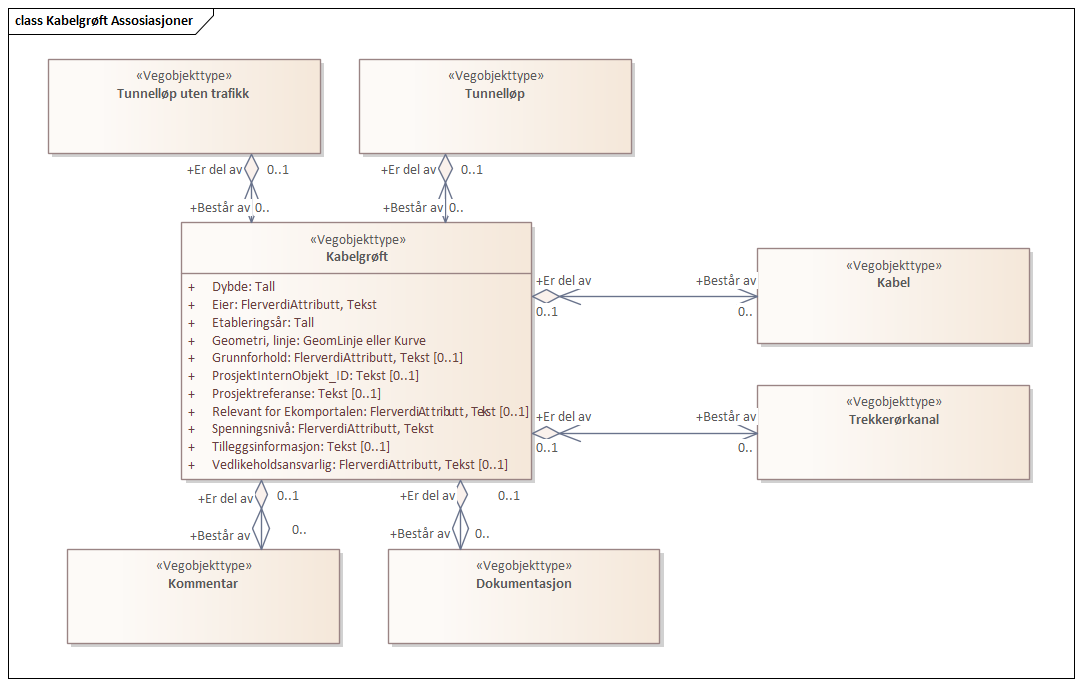 class Kabelgrøft Assosiasjoner
«Vegobjekttype»
Tunnelløp uten trafikk
«Vegobjekttype»
Tunnelløp
+Er del av 0..1
+Består av 0..
+Er del av 0..1
+Består av 0..
«Vegobjekttype»
Kabelgrøft
+ Dybde: Tall
+ Eier: FlerverdiAttributt, Tekst
+ Etableringsår: Tall
+ Geometri, linje: GeomLinje eller Kurve
+ Grunnforhold: FlerverdiAttributt, Tekst [0..1]
+ ProsjektInternObjekt_ID: Tekst [0..1]
+ Prosjektreferanse: Tekst [0..1]
+ Relevant for Ekomportalen: FlerverdiAttributt, Tekst [0..1]
+ Spenningsnivå: FlerverdiAttributt, Tekst
+ Tilleggsinformasjon: Tekst [0..1]
+ Vedlikeholdsansvarlig: FlerverdiAttributt, Tekst [0..1]
+Er del av
0..1
+Består av
0..
«Vegobjekttype»
Kabel
+Er del av
0..1
+Består av
0..
«Vegobjekttype»
Trekkerørkanal
+Er del av 0..1
+Består av 0..
+Er del av 0..1
+Består av 0..
«Vegobjekttype»
Kommentar
«Vegobjekttype»
Dokumentasjon